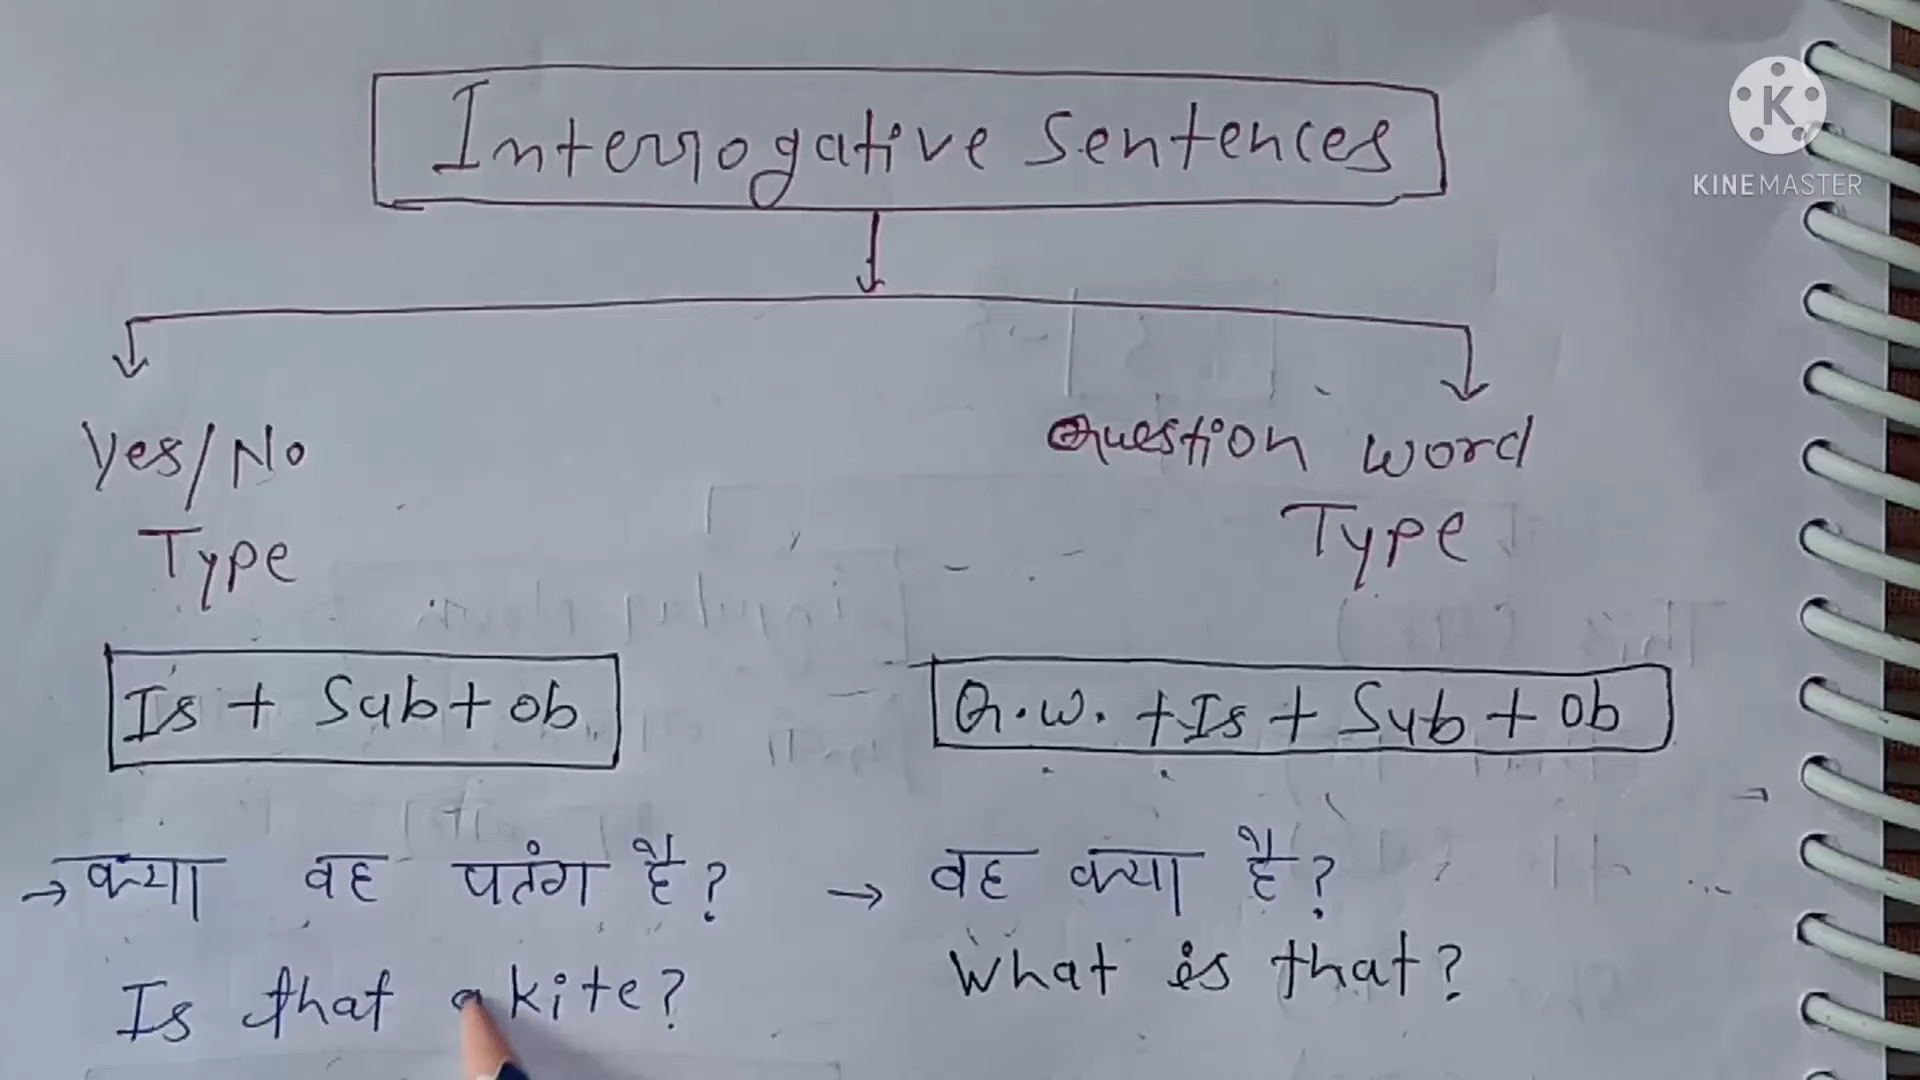 Interrogative Sentences
K
KINEMASTER
Yes/No
Type
Question word
Type
Is + Sub + ob
Q.w. + Is + Sub + Ob
→ क्या वह पतंग है?
Is that a kite?
→ वह क्या है?
What is that?